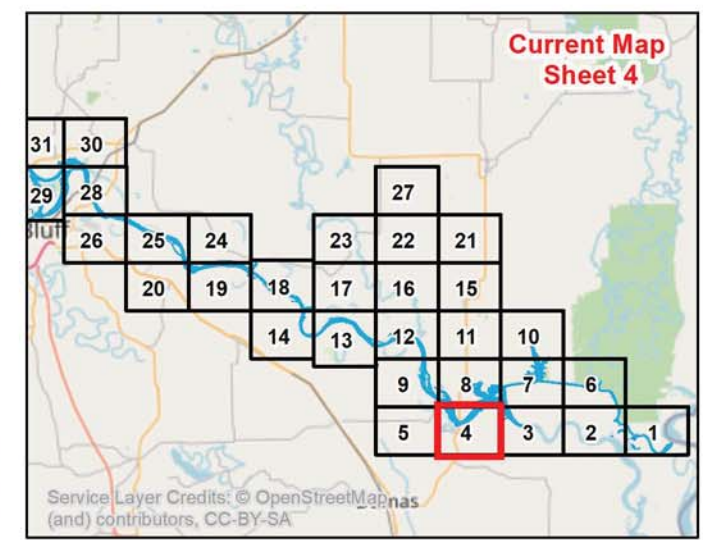 Current Map
Sheet 4
31 30
29 28 27
Bluff 26 25 24 23 22 21
20 19 18 17 16 15
14 13 12 11 10
9 8 7 6
5 4 3 2 1
Service Layer Credits: © OpenStreetMap
(and) contributors, CC-BY-SA